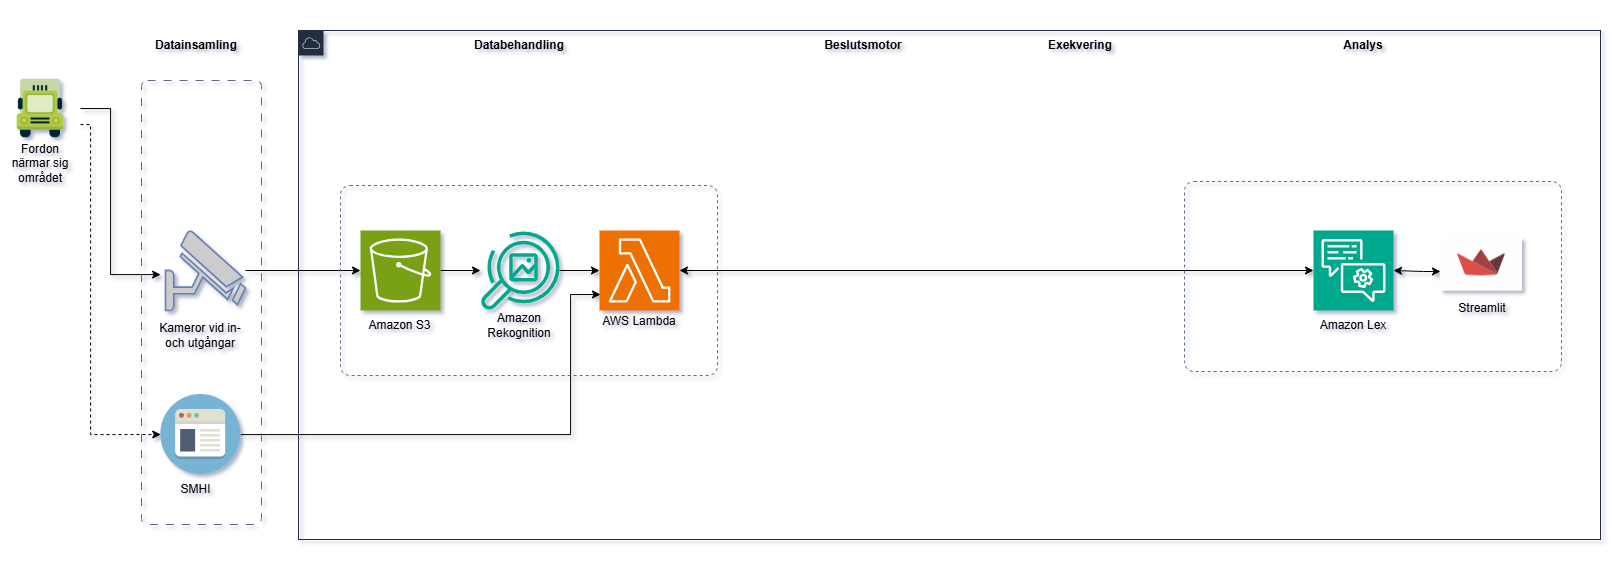 Datainsamling
Databehandling
Beslutsmotor
Exekvering
Analys
Fordon
närmar sig
området
Kameror vid in-
och utgångar
SMHI
Amazon S3
Amazon
Rekognition
AWS Lambda
Amazon Lex
Streamlit